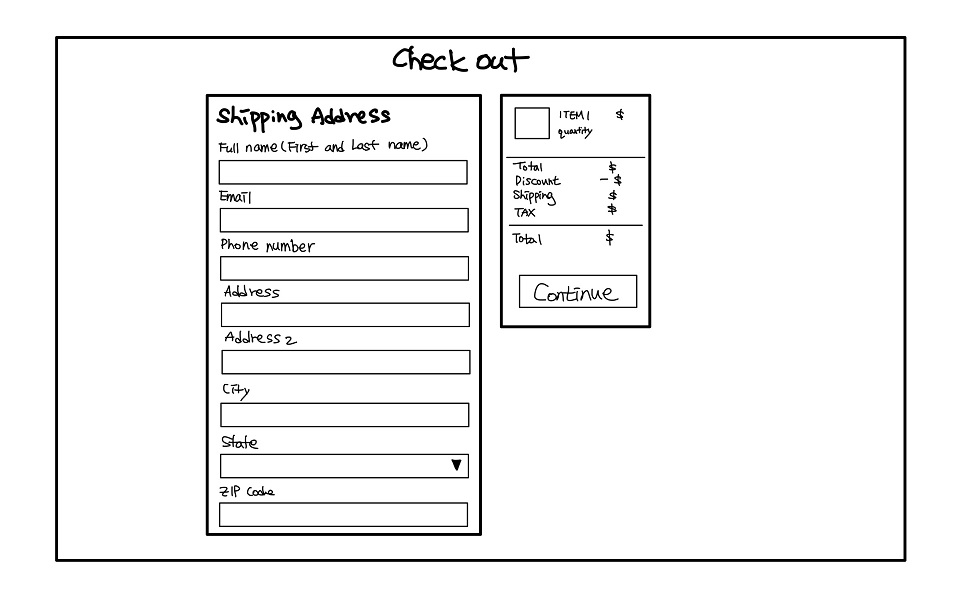 Check out
Shipping Address
Full name (First and Last name)
Email
Phone number
Address
Address 2
City
State
ZIP Code
ITEM 1 $
quantity
Total $
Discount - $
Shipping $
TAX $
Total $
Continue